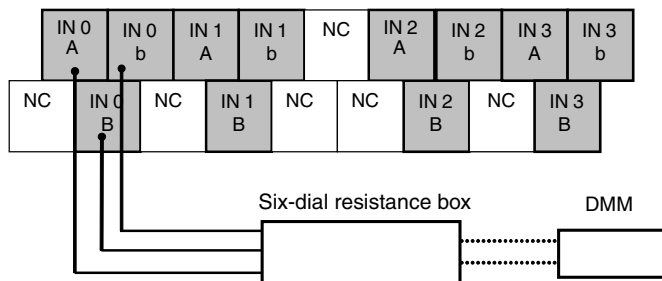 IN 0 IN 0 IN 1 IN 1 NC IN 2 IN 2 IN 3 IN 3
A b A b A b A b
NC IN 0 NC IN 1 NC NC IN 2 NC IN 3
B B B B
Six-dial resistance box DMM